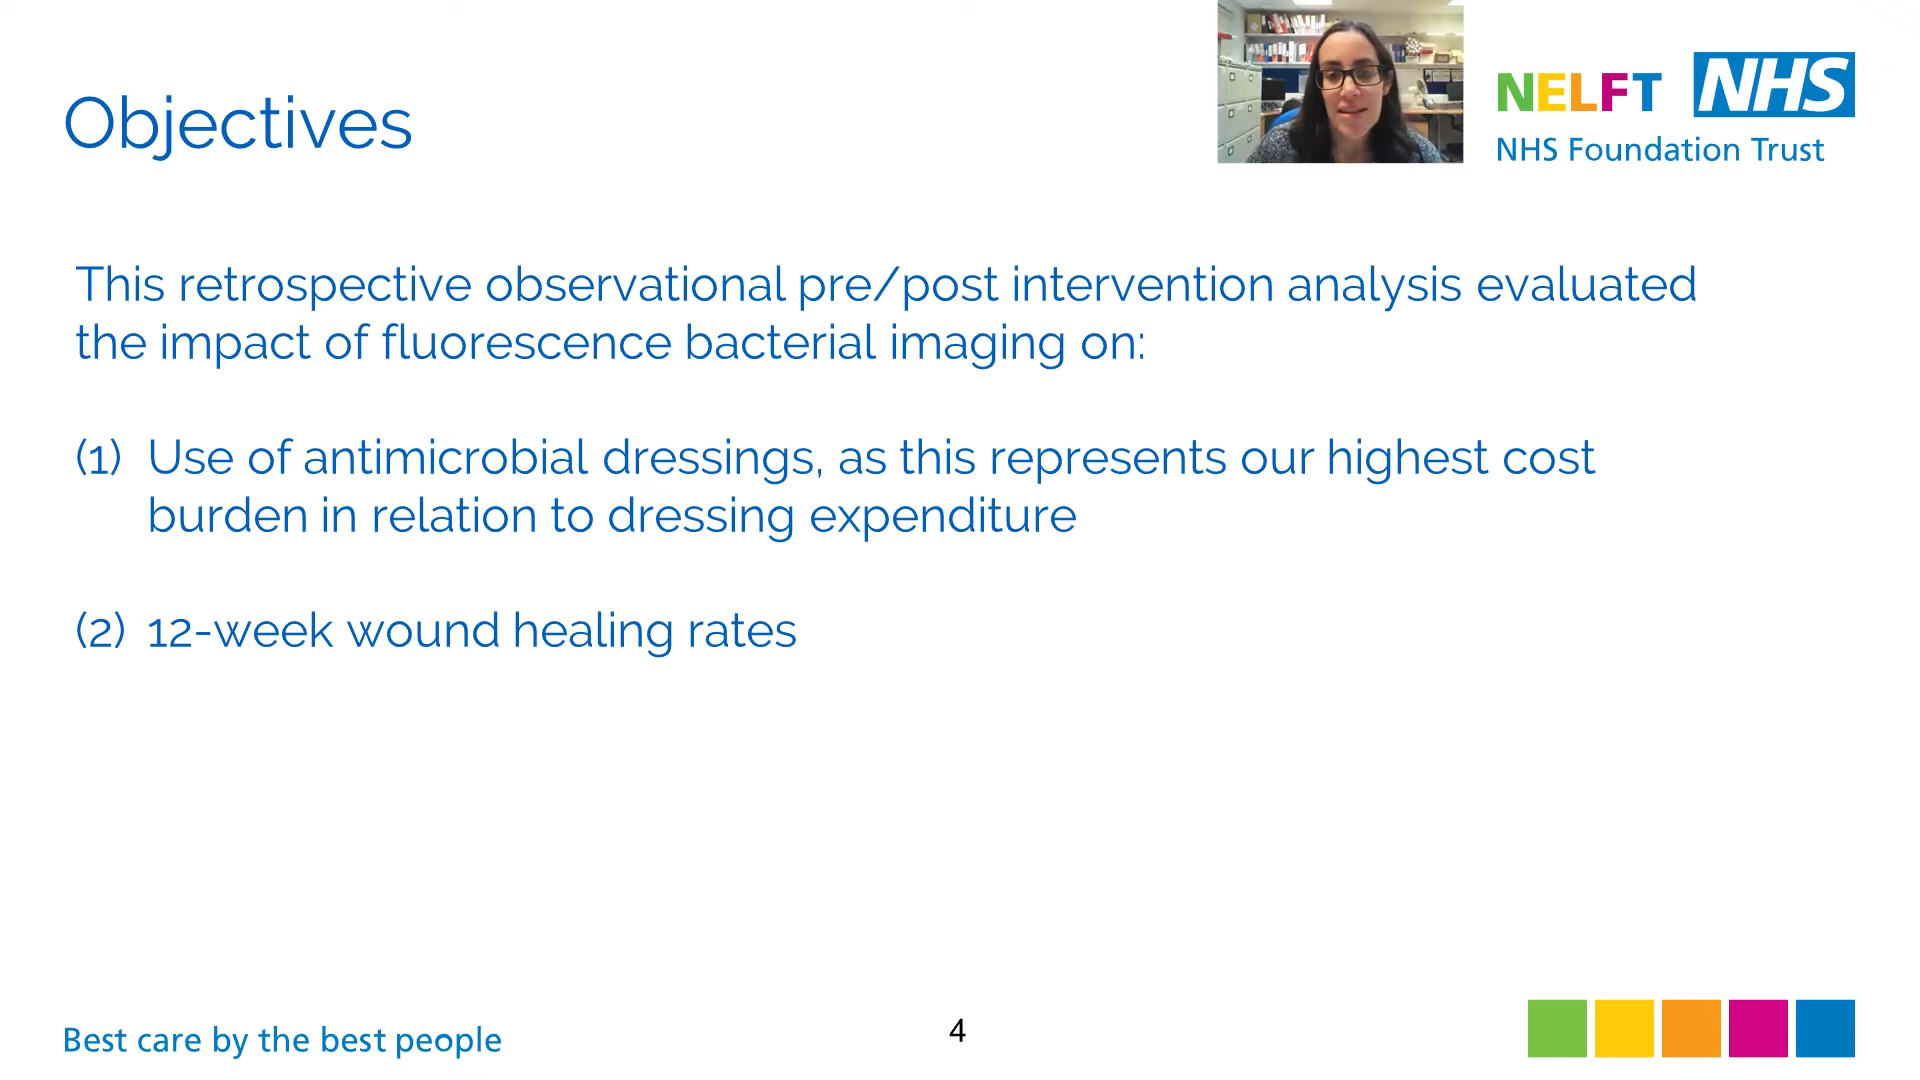 Objectives
NELFT NHS
NHS Foundation Trust
This retrospective observational pre/post intervention analysis evaluated
the impact of fluorescence bacterial imaging on:
(1) Use of antimicrobial dressings, as this represents our highest cost
burden in relation to dressing expenditure
(2) 12-week wound healing rates
Best care by the best people
4